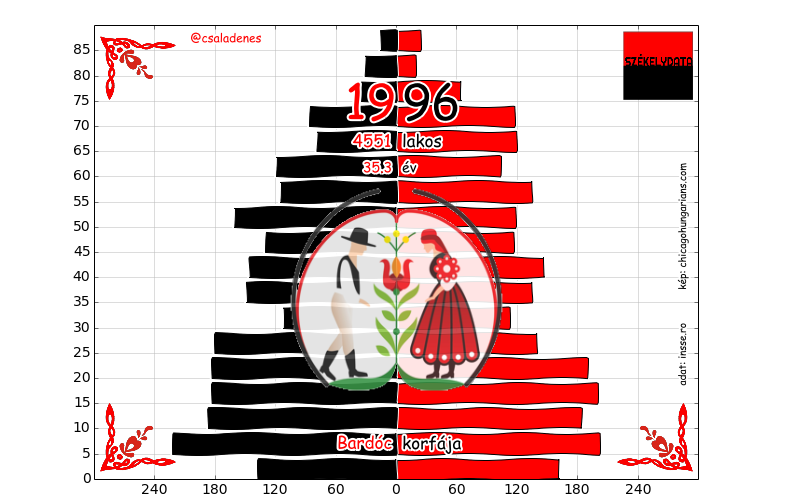 @csaladenes
SZÉKELYDATA
1996
4551 lakos
35.3 év
Bardóc korfája
kép: chicagohungarians.com
adat: insse.ro
85
80
75
70
65
60
55
50
45
40
35
30
25
20
15
10
5
0
240 180 120 60 0 60 120 180 240